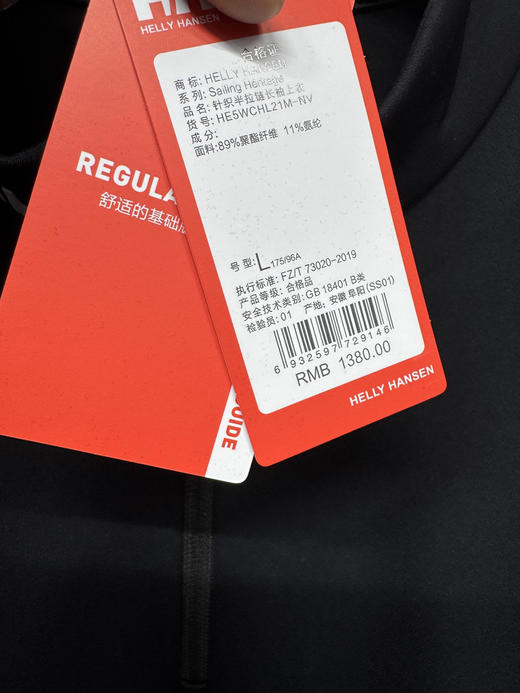 HELLY HANSEN
合格证
商标: HELLY HANSEN
系列: Sailing Heritage
品名: 针织半拉链长袖上衣
货号: HE5WCHL21M-NV
成分:
面料:89%聚酯纤维 11%氨纶
号型:L175/96A
执行标准: FZ/T 73020-2019
产品等级: 合格品
安全技术类别: GB 18401 B类
检验员: 01 产地: 安徽 阜阳(SS01)
6 932597 729146
RMB 1380.00
HELLY HANSEN
REGULA
舒适的基础
UIDE